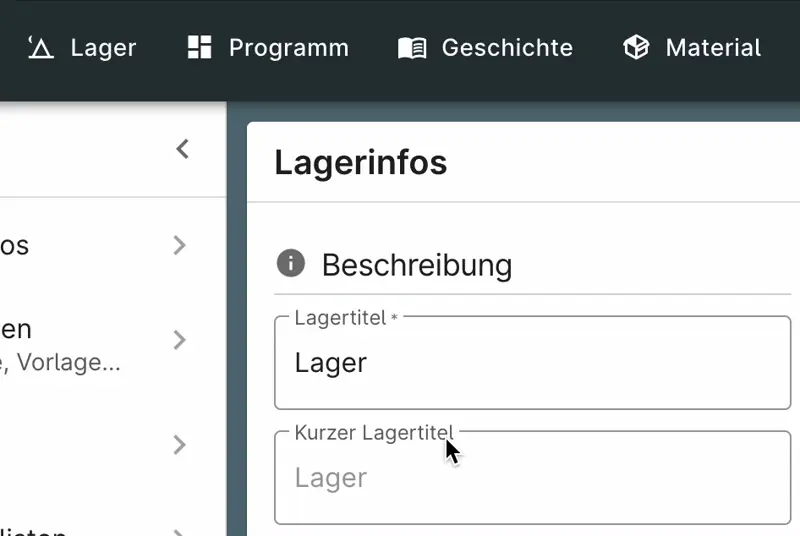 Lager Programm Geschichte Material
Lagerinfos
os
Beschreibung
en
, Vorlage...
Lagertitel *
Lager
Kurzer Lagertitel
Lager